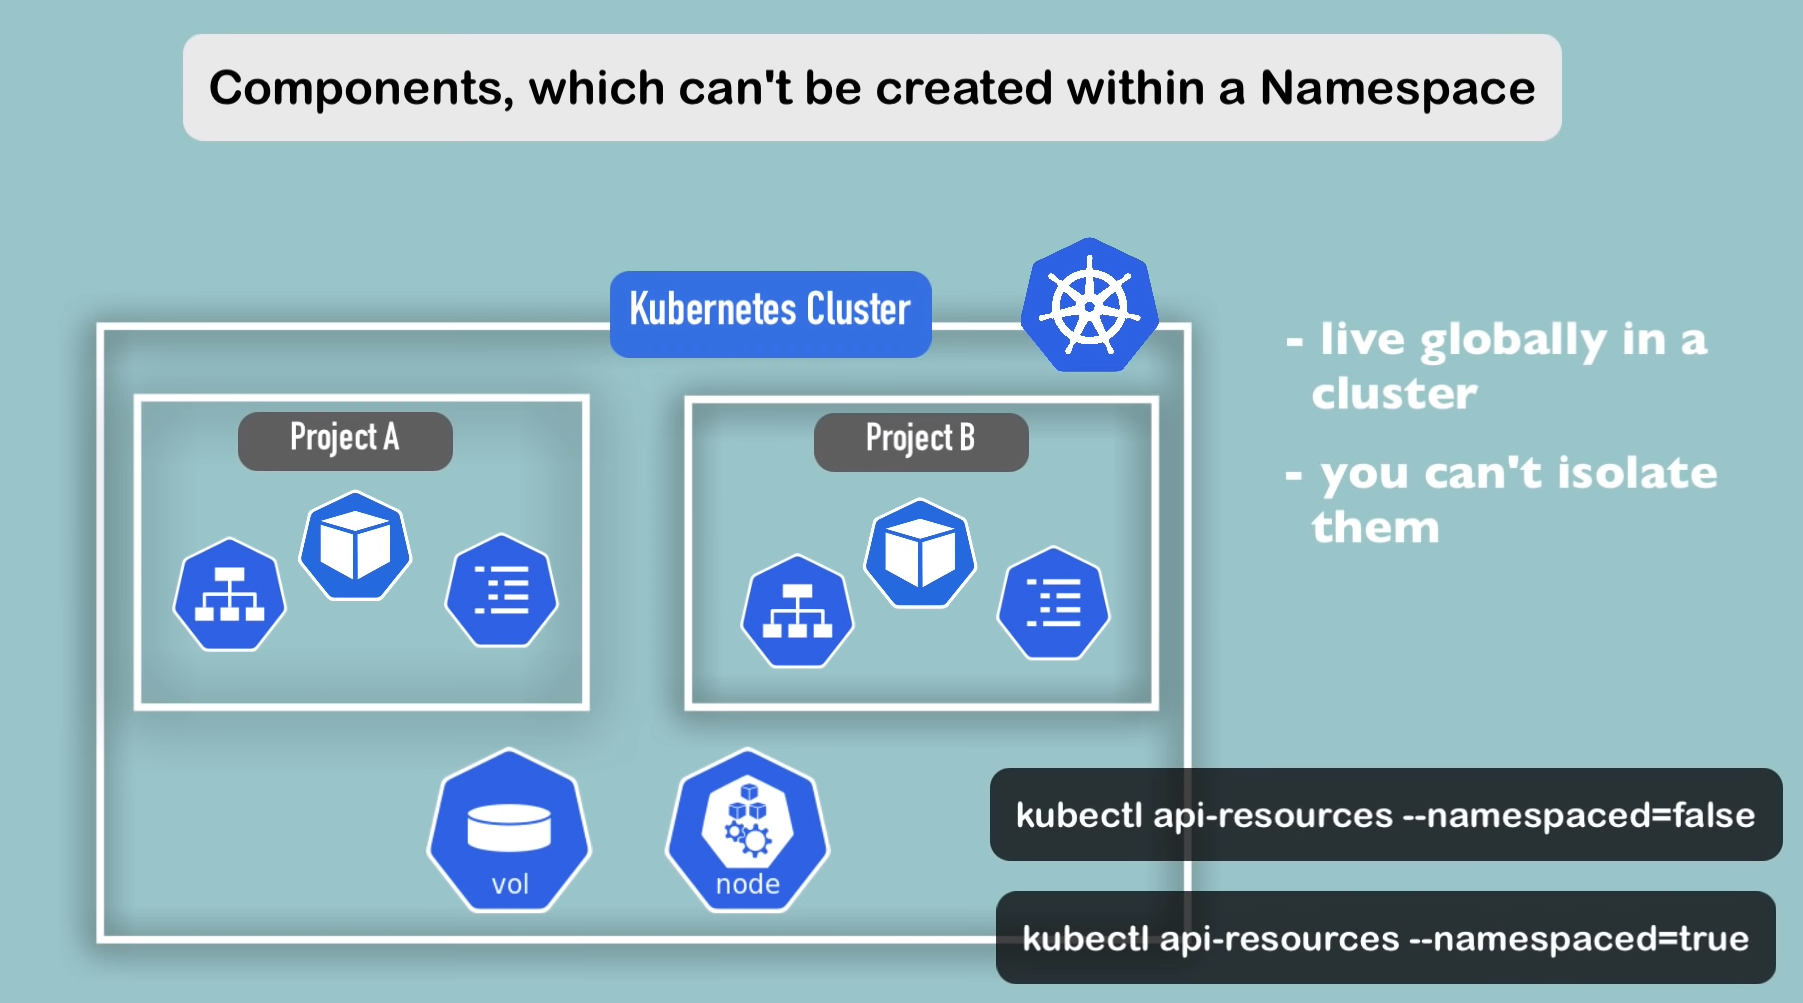 Components, which can't be created within a Namespace
Kubernetes Cluster
- live globally in a
cluster
- you can't isolate
them
Project A
Project B
vol
node
kubectl api-resources --namespaced=false
kubectl api-resources --namespaced=true